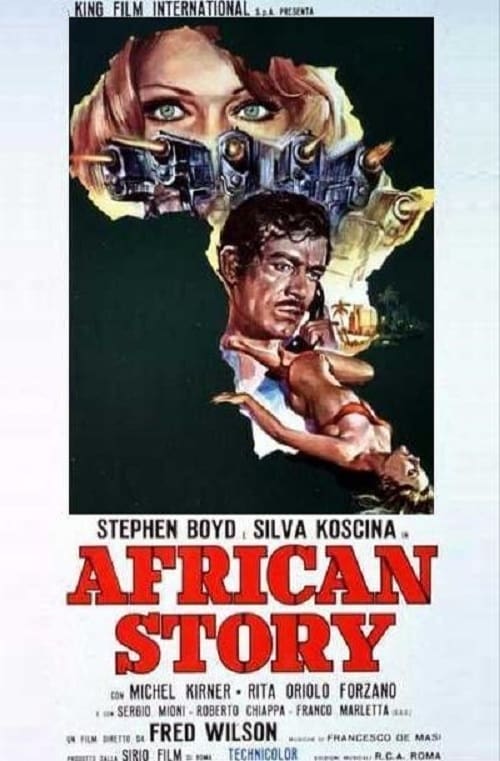 KING FILM INTERNATIONAL S.p.A. PRESENTA
STEPHEN BOYD E SILVA KOSCINA in
AFRICAN
STORY
con MICHEL KIRNER • RITA ORIOLO FORZANO
e con SERGIO MIONI - ROBERTO CHIAPPA - FRANCO MARLETTA
UN FILM DIRETTO DA FRED WILSON MUSICHE DI FRANCESCO DE MASI
PRODOTTO DALLA SIRIO FILM DI ROMA TECHNICOLOR EDIZIONI MUSICALI R.C.A. ROMA